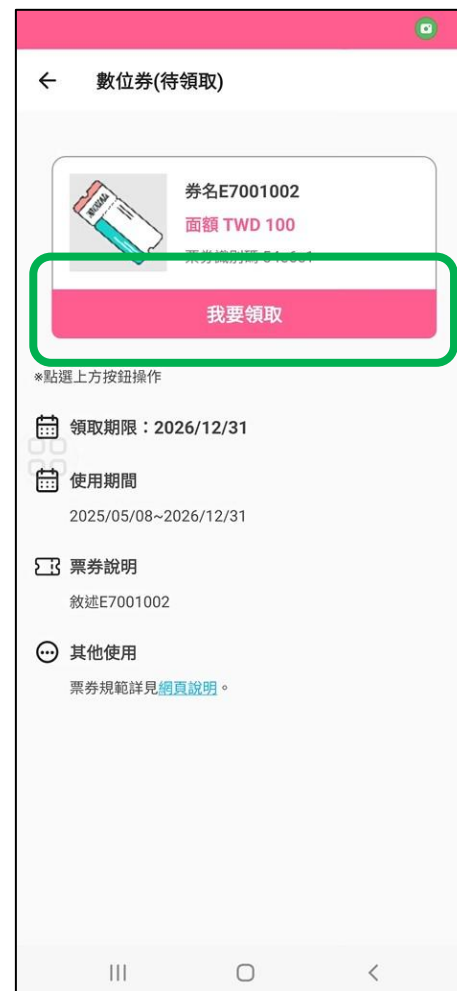 數位券(待領取)
券名E7001002
面額 TWD 100
我要領取
※點選上方按鈕操作
領取期限：2026/12/31
使用期間
2025/05/08~2026/12/31
票券說明
敘述E7001002
其他使用
票券規範詳見網頁說明。